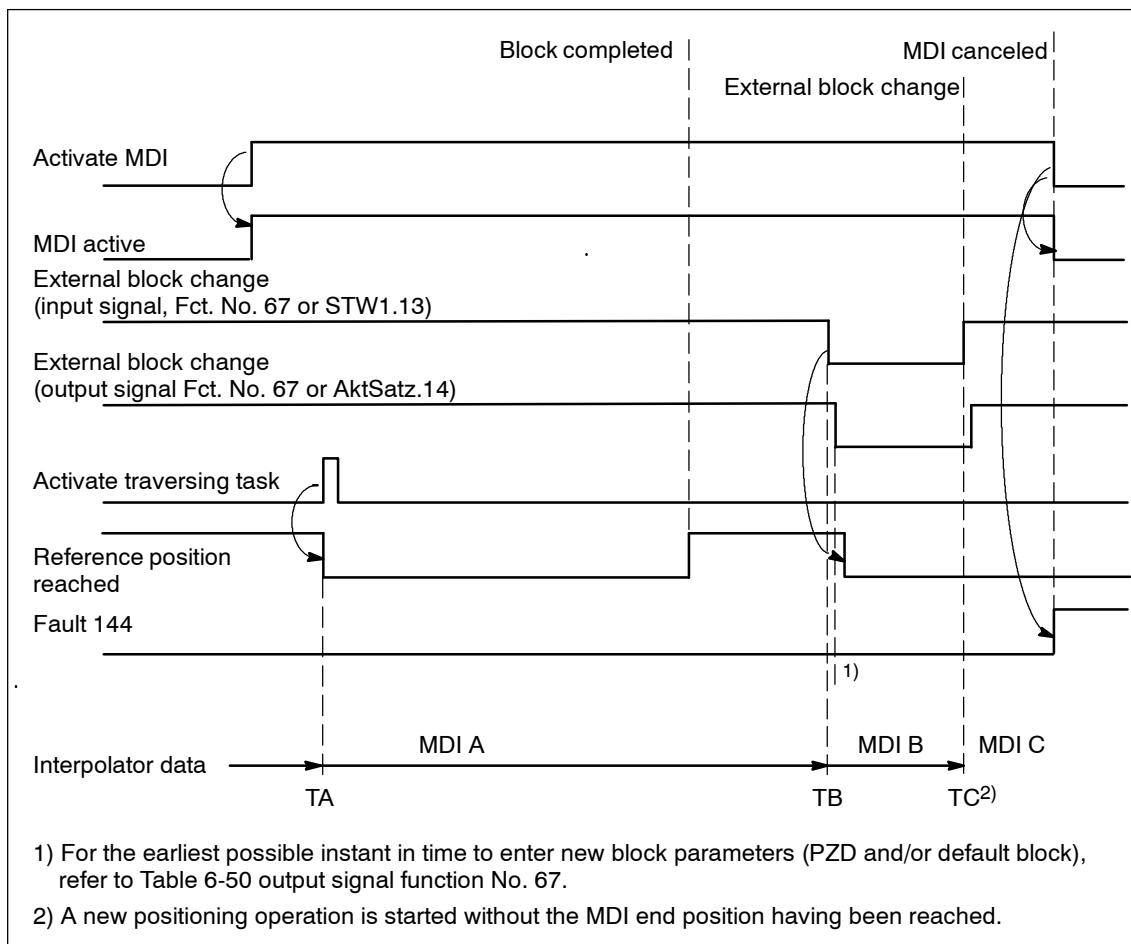 Block completed
MDI canceled
External block change
Activate MDI
MDI active
External block change
(input signal, Fct. No. 67 or STW1.13)
External block change
(output signal Fct. No. 67 or AktSatz.14)
Activate traversing task
Reference position
reached
Fault 144
1)
MDI A
MDI B
MDI C
Interpolator data
TA
TB
TC2)
1) For the earliest possible instant in time to enter new block parameters (PZD and/or default block),
refer to Table 6-50 output signal function No. 67.
2) A new positioning operation is started without the MDI end position having been reached.